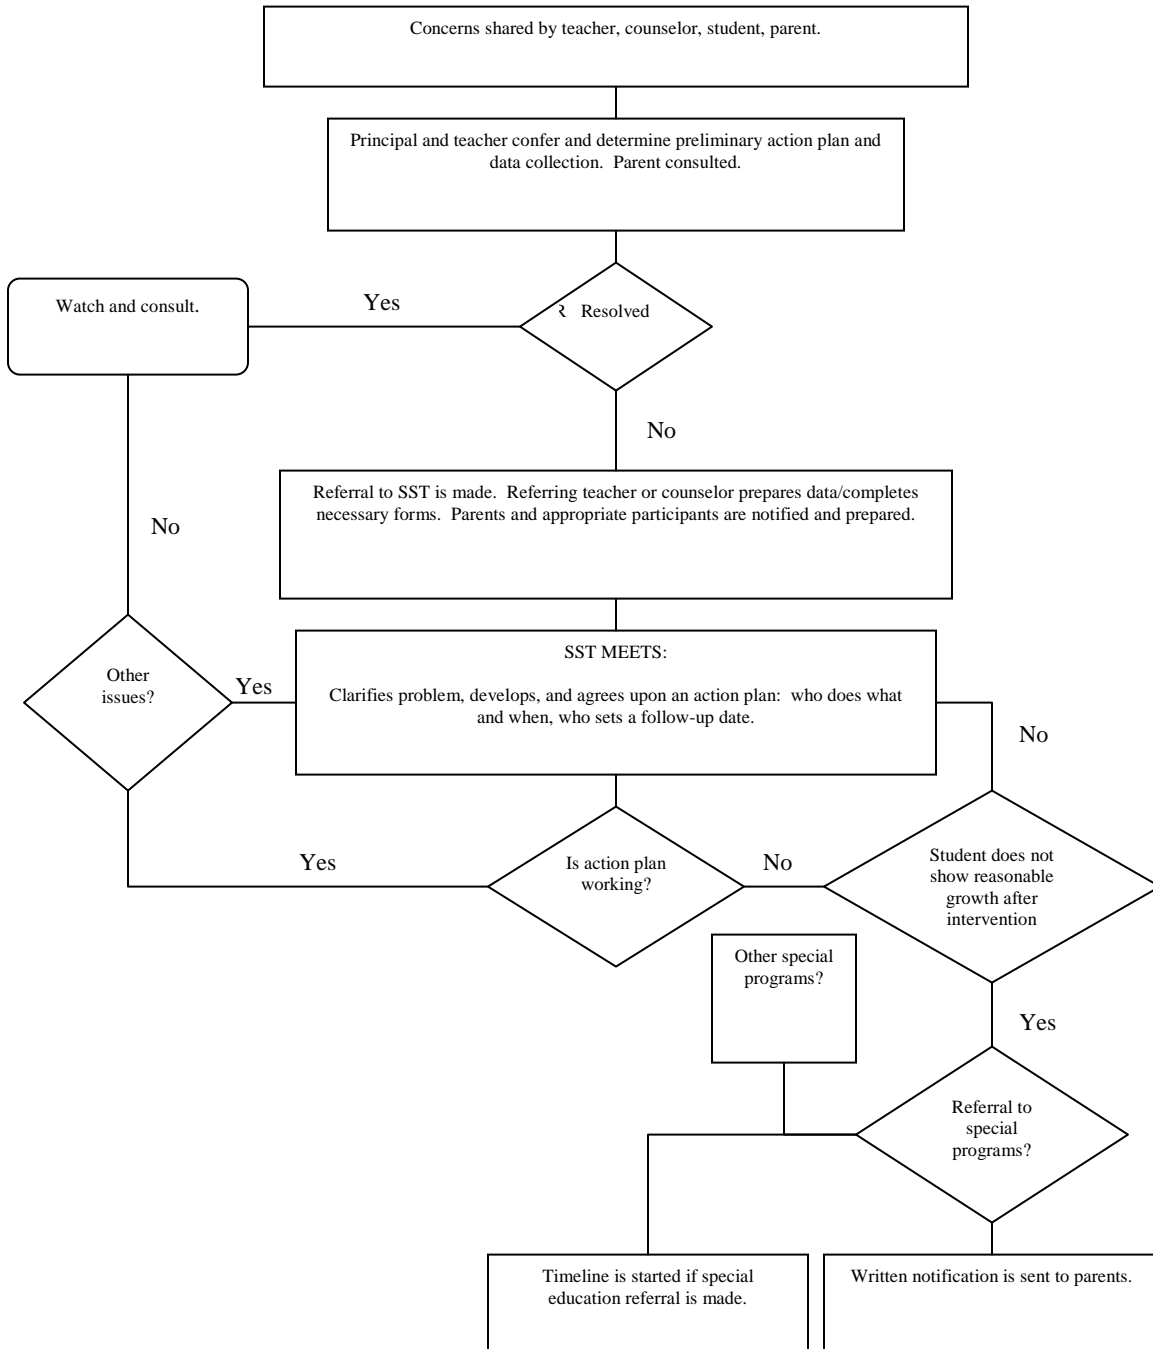 Concerns shared by teacher, counselor, student, parent.
Principal and teacher confer and determine preliminary action plan and
data collection.  Parent consulted.
Watch and consult.
Yes
R Resolved
No
Referral to SST is made.  Referring teacher or counselor prepares data/completes
necessary forms.  Parents and appropriate participants are notified and prepared.
No
SST MEETS:
Clarifies problem, develops, and agrees upon an action plan:  who does what
and when, who sets a follow-up date.
Other
issues?
Yes
No
Yes
Is action plan
working?
No
Student does not
show reasonable
growth after
intervention
Other special
programs?
Yes
Referral to
special
programs?
Timeline is started if special
education referral is made.
Written notification is sent to parents.